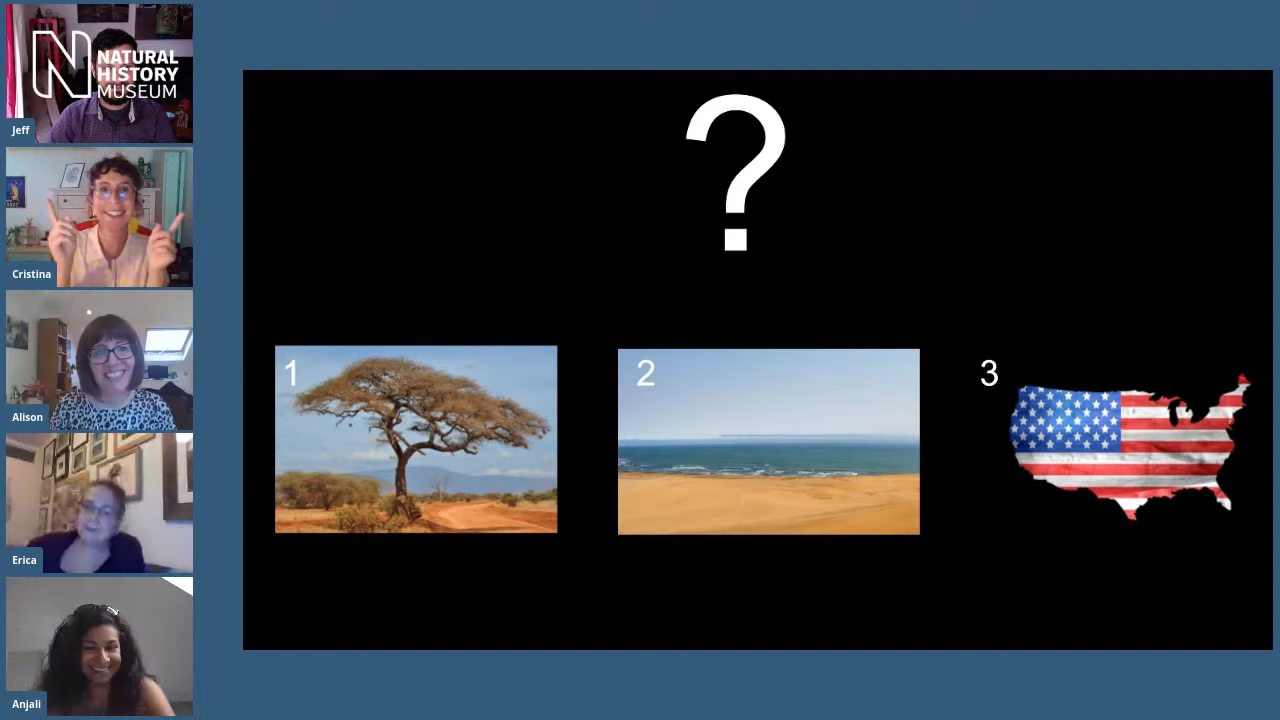 N
NATURAL
HISTORY
MUSEUM
Jeff
Cristina
Alison
Erica
Anjali
?
1
2
3